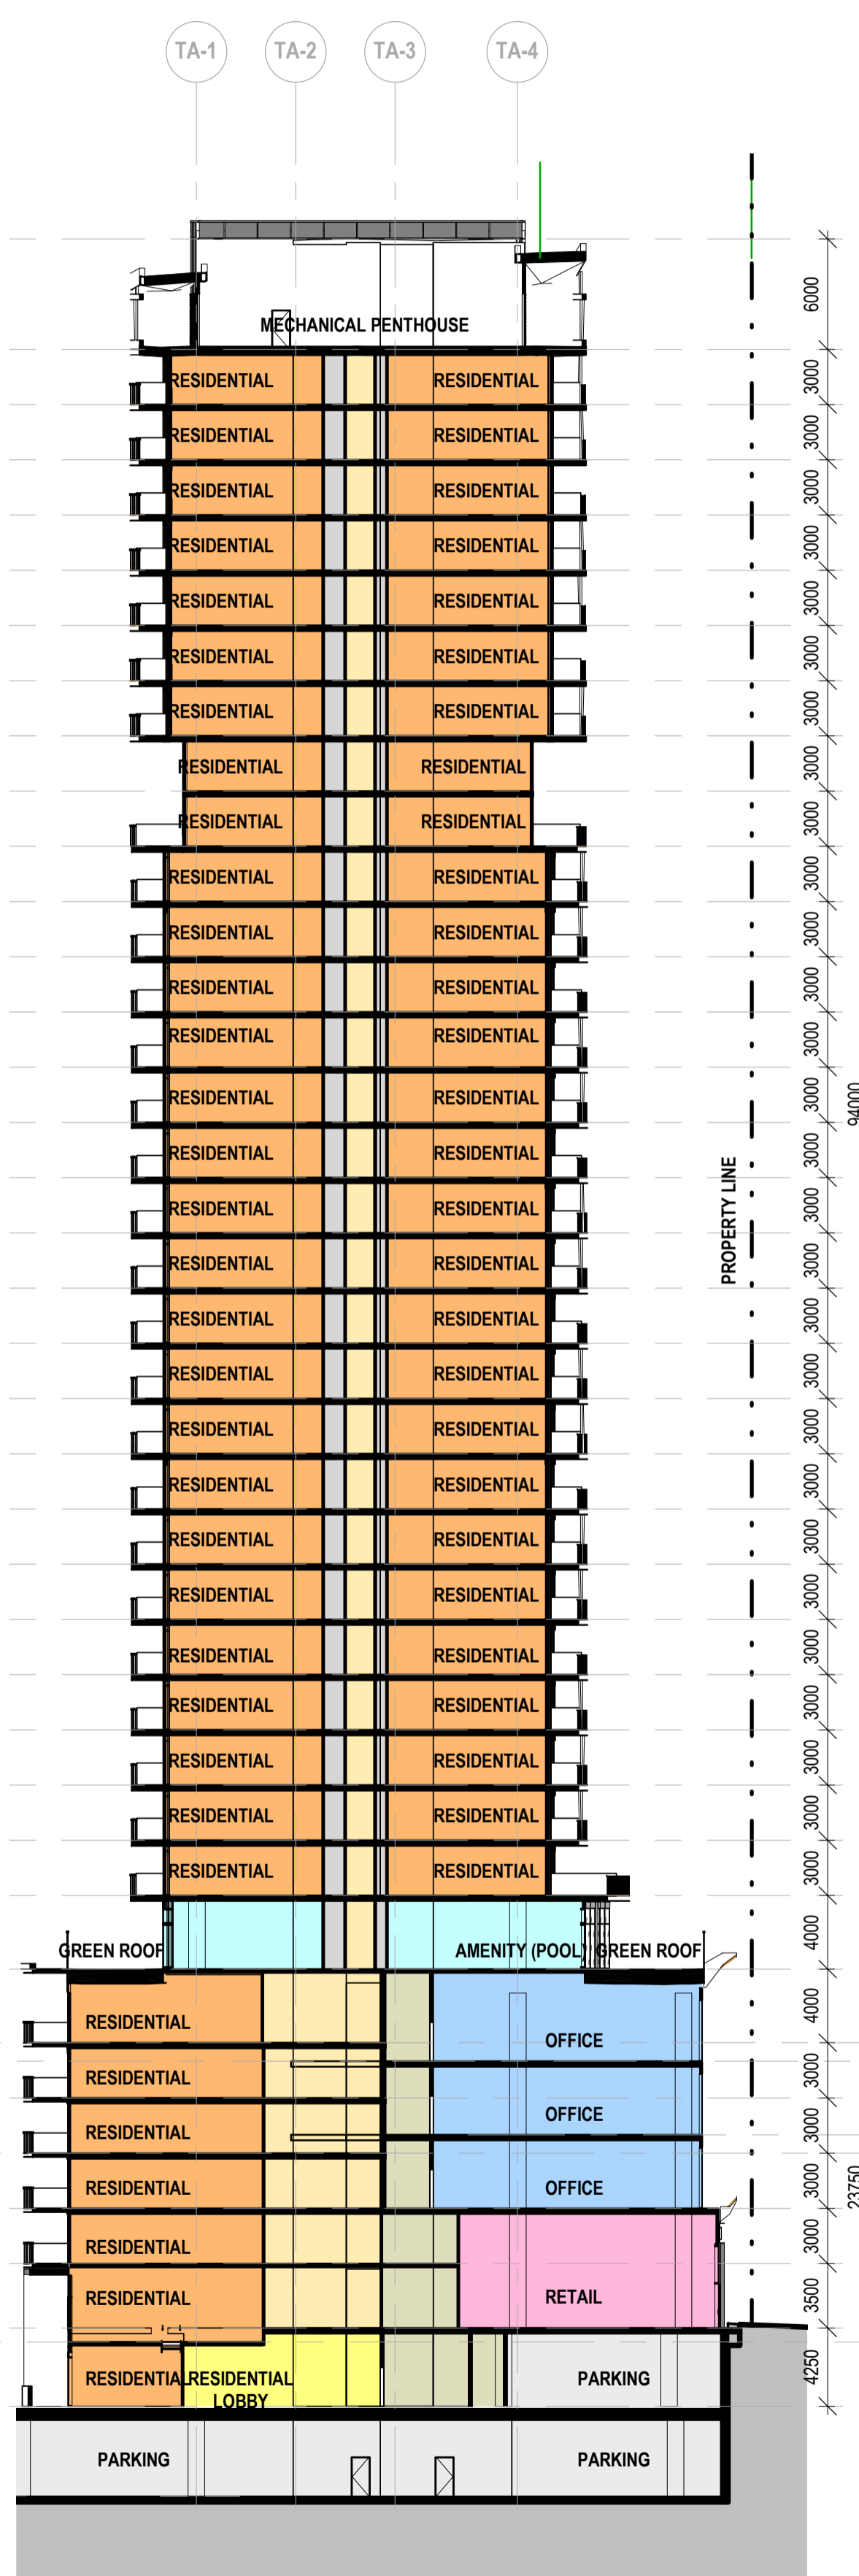 TA-1 TA-2 TA-3 TA-4
6000
MECHANICAL PENTHOUSE
RESIDENTIAL RESIDENTIAL 3000
RESIDENTIAL RESIDENTIAL 3000
RESIDENTIAL RESIDENTIAL 3000
RESIDENTIAL RESIDENTIAL 3000
RESIDENTIAL RESIDENTIAL 3000
RESIDENTIAL RESIDENTIAL 3000
RESIDENTIAL RESIDENTIAL 3000
RESIDENTIAL RESIDENTIAL 3000
RESIDENTIAL RESIDENTIAL 3000
RESIDENTIAL RESIDENTIAL 3000
RESIDENTIAL RESIDENTIAL 3000
RESIDENTIAL RESIDENTIAL 3000
RESIDENTIAL RESIDENTIAL 3000
RESIDENTIAL RESIDENTIAL 3000
94000
RESIDENTIAL RESIDENTIAL 3000
RESIDENTIAL RESIDENTIAL 3000
PROPERTY LINE
RESIDENTIAL RESIDENTIAL 3000
RESIDENTIAL RESIDENTIAL 3000
RESIDENTIAL RESIDENTIAL 3000
RESIDENTIAL RESIDENTIAL 3000
RESIDENTIAL RESIDENTIAL 3000
RESIDENTIAL RESIDENTIAL 3000
RESIDENTIAL RESIDENTIAL 3000
RESIDENTIAL RESIDENTIAL 3000
RESIDENTIAL RESIDENTIAL 3000
RESIDENTIAL RESIDENTIAL 3000
RESIDENTIAL RESIDENTIAL 3000
RESIDENTIAL RESIDENTIAL 3000
GREEN ROOF AMENITY (POOL) GREEN ROOF 4000
RESIDENTIAL OFFICE 4000
RESIDENTIAL 3000
RESIDENTIAL OFFICE 3000
RESIDENTIAL OFFICE 3000
23750
RESIDENTIAL 3000
RESIDENTIAL RETAIL 3500
RESIDENTIAL RESIDENTIAL PARKING 4250
LOBBY
PARKING PARKING